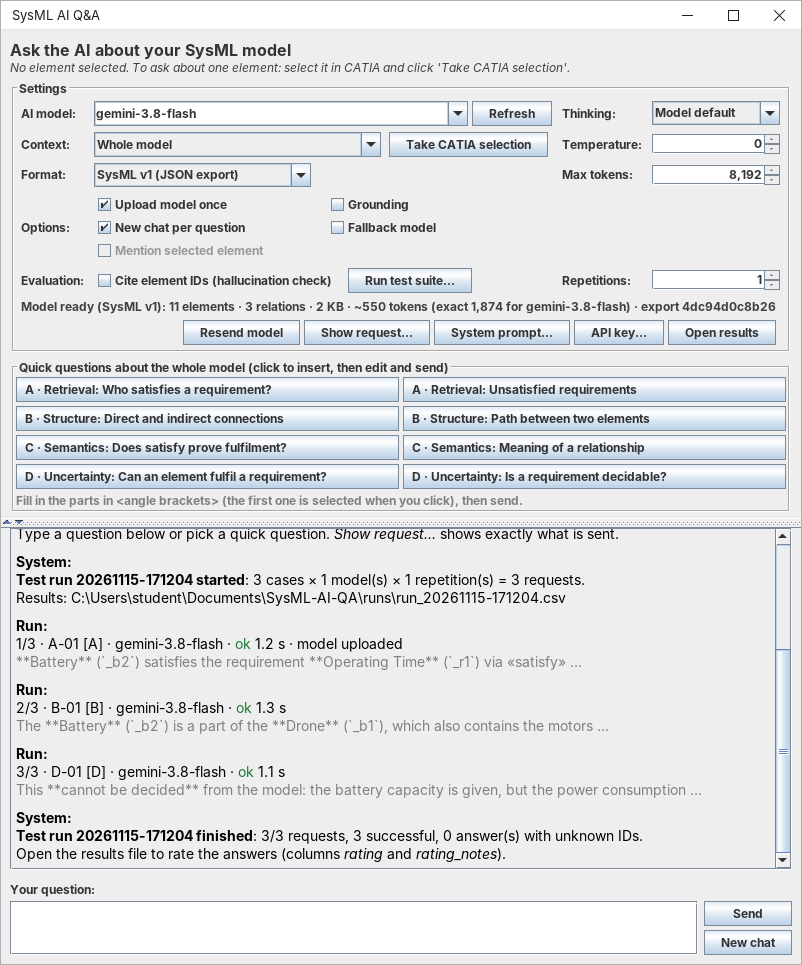 SysML AI Q&A
Ask the AI about your SysML model
No element selected. To ask about one element: select it in CATIA and click 'Take CATIA selection'.
Settings
AI model: gemini-3.8-flash Refresh Thinking: Model default
Context: Whole model Take CATIA selection Temperature: 0
Format: SysML v1 (JSON export) Max tokens: 8,192
Upload model once Grounding
Options: New chat per question Fallback model
Mention selected element
Evaluation: Cite element IDs (hallucination check) Run test suite... Repetitions: 1
Model ready (SysML v1): 11 elements · 3 relations · 2 KB · ~550 tokens (exact 1,874 for gemini-3.8-flash) · export 4dc94d0c8b26
Resend model Show request... System prompt... API key... Open results
Quick questions about the whole model (click to insert, then edit and send)
A · Retrieval: Who satisfies a requirement? A · Retrieval: Unsatisfied requirements
B · Structure: Direct and indirect connections B · Structure: Path between two elements
C · Semantics: Does satisfy prove fulfilment? C · Semantics: Meaning of a relationship
D · Uncertainty: Can an element fulfil a requirement? D · Uncertainty: Is a requirement decidable?
Fill in the parts in <angle brackets> (the first one is selected when you click), then send.
Type a question below or pick a quick question. Show request... shows exactly what is sent.
System:
Test run 20261115-171204 started: 3 cases × 1 model(s) × 1 repetition(s) = 3 requests.
Results: C:\Users\student\Documents\SysML-AI-QA\runs\run_20261115-171204.csv
Run:
1/3 · A-01 [A] · gemini-3.8-flash · ok 1.2 s · model uploaded
**Battery** (`_b2`) satisfies the requirement **Operating Time** (`_r1`) via «satisfy» ...
Run:
2/3 · B-01 [B] · gemini-3.8-flash · ok 1.3 s
The **Battery** (`_b2`) is a part of the **Drone** (`_b1`), which also contains the motors ...
Run:
3/3 · D-01 [D] · gemini-3.8-flash · ok 1.1 s
This **cannot be decided** from the model: the battery capacity is given, but the power consumption ...
System:
Test run 20261115-171204 finished: 3/3 requests, 3 successful, 0 answer(s) with unknown IDs.
Open the results file to rate the answers (columns rating and rating_notes).
Your question:
Send
New chat